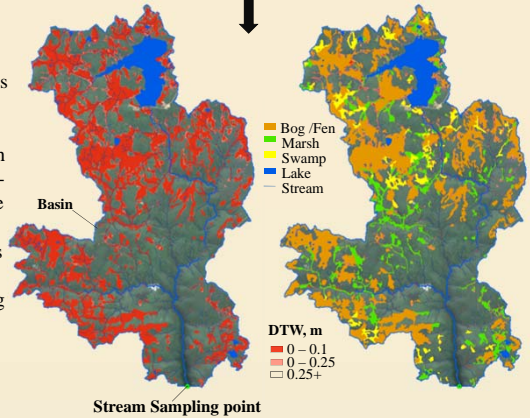 Bog /Fen
Marsh
Swamp
Lake
Stream
Basin
DTW, m
0 – 0.1
0 – 0.25
0.25+
Stream Sampling point